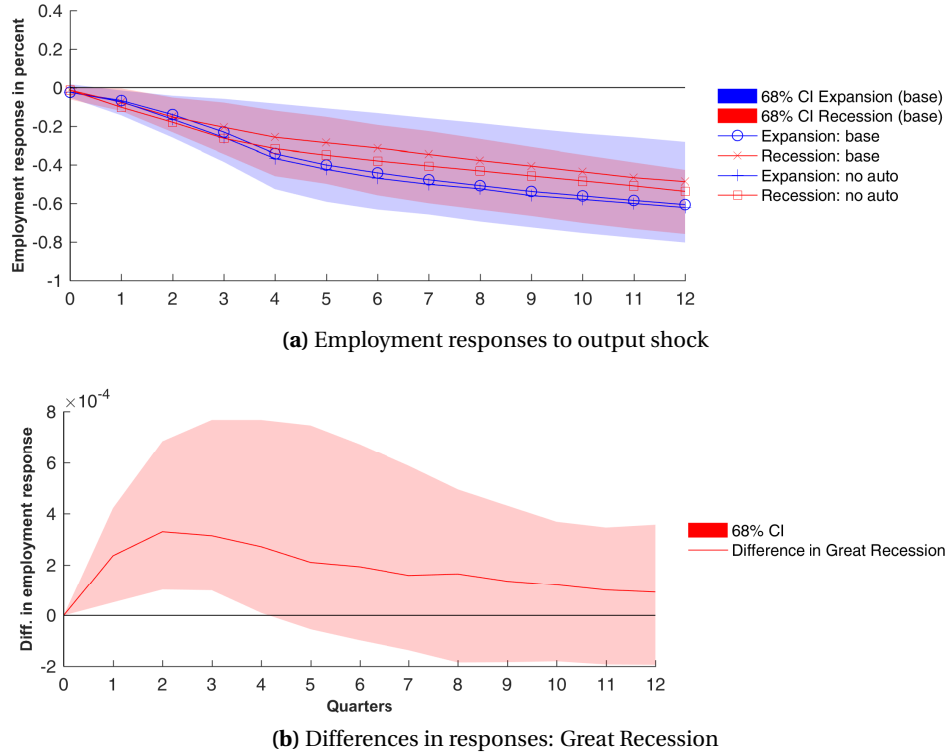 0.4
0.2
0
-0.2
-0.4
-0.6
-0.8
-1
Employment response in percent
0 1 2 3 4 5 6 7 8 9 10 11 12
68% CI Expansion (base)
68% CI Recession (base)
Expansion: base
Recession: base
Expansion: no auto
Recession: no auto
(a) Employment responses to output shock
×10⁻⁴
8
6
4
2
0
-2
Diff. in employment response
0 1 2 3 4 5 6 7 8 9 10 11 12
Quarters
68% CI
Difference in Great Recession
(b) Differences in responses: Great Recession